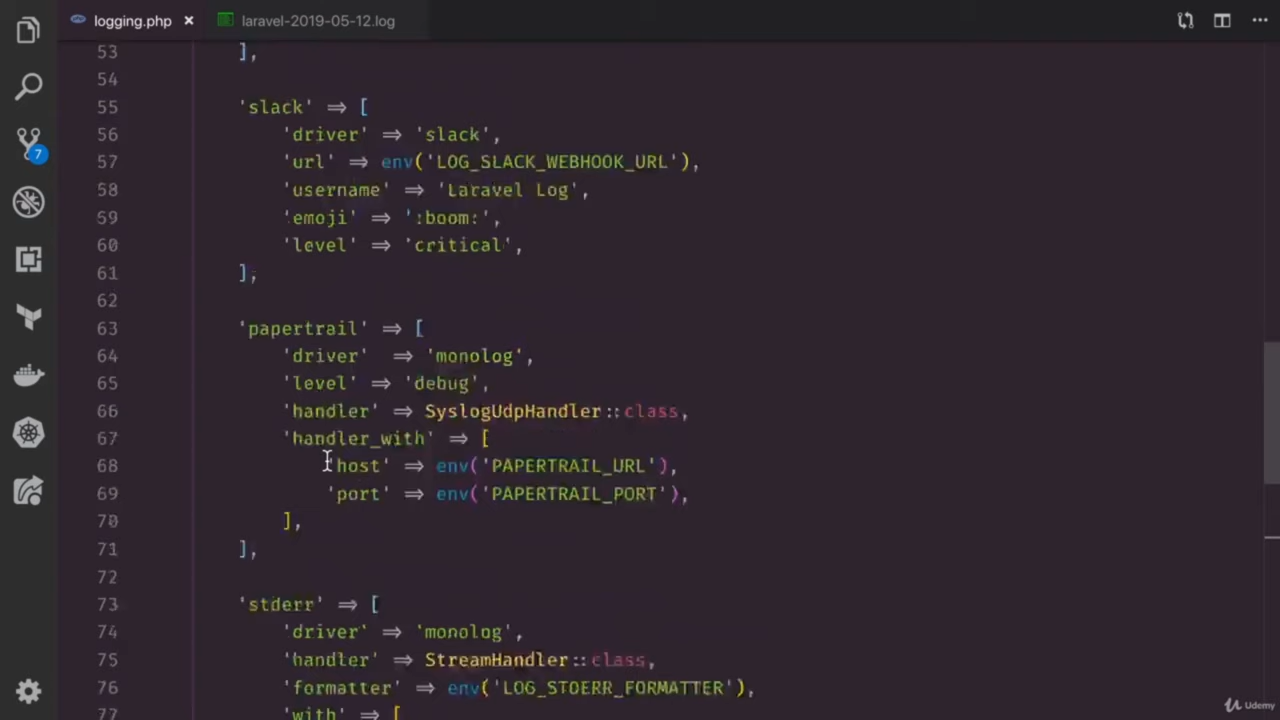 logging.php × laravel-2019-05-12.log
53 ],
54
55 'slack' => [
56 'driver' => 'slack',
57 'url' => env('LOG_SLACK_WEBHOOK_URL'),
58 'username' => 'Laravel Log',
59 'emoji' => ':boom:',
60 'level' => 'critical',
61 ],
62
63 'papertrail' => [
64 'driver'  => 'monolog',
65 'level' => 'debug',
66 'handler' => SyslogUdpHandler::class,
67 'handler_with' => [
68 'host' => env('PAPERTRAIL_URL'),
69 'port' => env('PAPERTRAIL_PORT'),
70 ],
71 ],
72
73 'stderr' => [
74 'driver' => 'monolog',
75 'handler' => StreamHandler::class,
76 'formatter' => env('LOG_STDERR_FORMATTER'),
77 'with' => [
7
Udemy